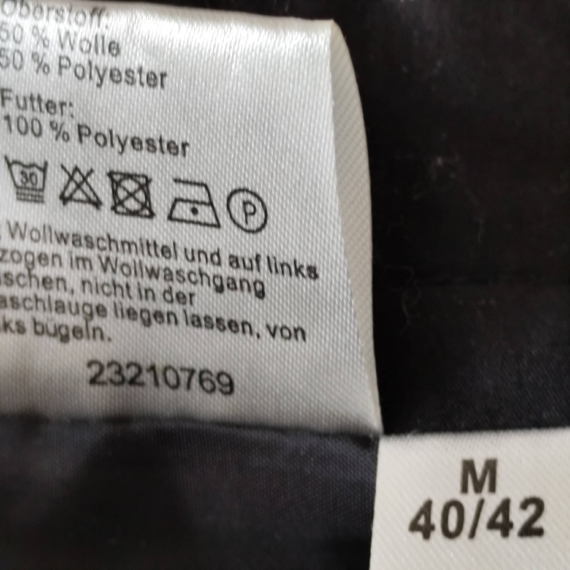 Oberstoff:
50 % Wolle
50 % Polyester
Futter:
100 % Polyester
30 P
Wollwaschmittel und auf links
zogen im Wollwaschgang
schen, nicht in der
aschlauge liegen lassen, von
ks bügeln.
23210769
M
40/42